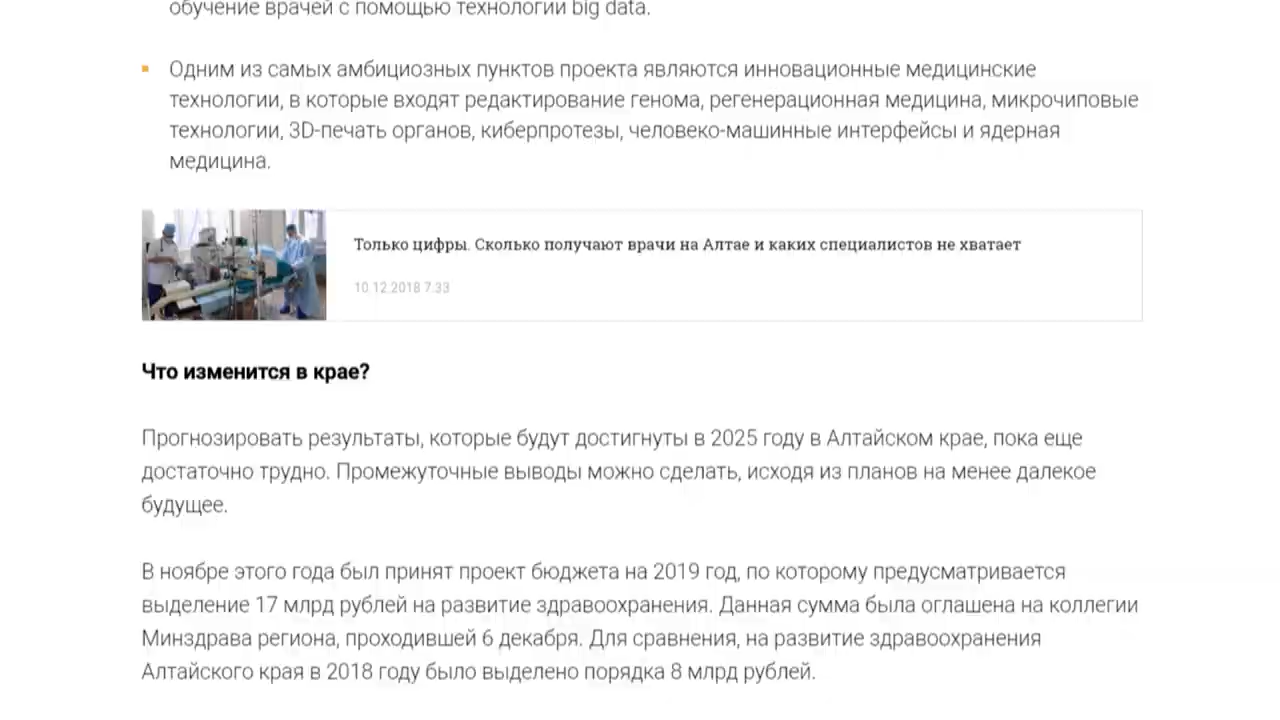 обучение врачей с помощью технологии big data.
Одним из самых амбициозных пунктов проекта являются инновационные медицинские
технологии, в которые входят редактирование генома, регенерационная медицина, микрочиповые
технологии, 3D-печать органов, киберпротезы, человеко-машинные интерфейсы и ядерная
медицина.
Только цифры. Сколько получают врачи на Алтае и каких специалистов не хватает
10.12.2018 7.33
Что изменится в крае?
Прогнозировать результаты, которые будут достигнуты в 2025 году в Алтайском крае, пока еще
достаточно трудно. Промежуточные выводы можно сделать, исходя из планов на менее далекое
будущее.
В ноябре этого года был принят проект бюджета на 2019 год, по которому предусматривается
выделение 17 млрд рублей на развитие здравоохранения. Данная сумма была оглашена на коллегии
Минздрава региона, проходившей 6 декабря. Для сравнения, на развитие здравоохранения
Алтайского края в 2018 году было выделено порядка 8 млрд рублей.